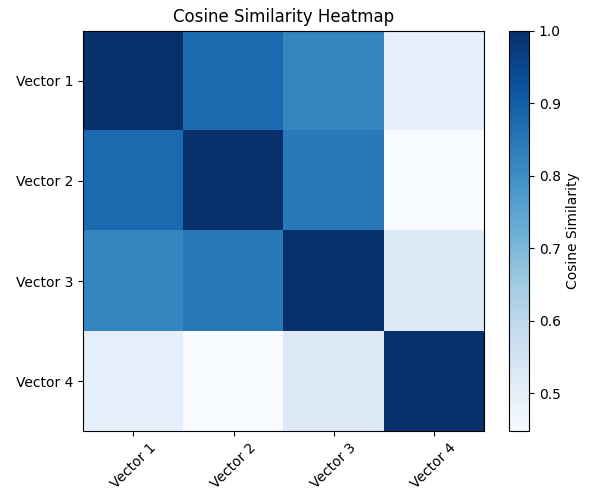 Cosine Similarity Heatmap
Vector 1
Vector 2
Vector 3
Vector 4
Vector 1
Vector 2
Vector 3
Vector 4
1.0
0.9
0.8
0.7
0.6
0.5
Cosine Similarity